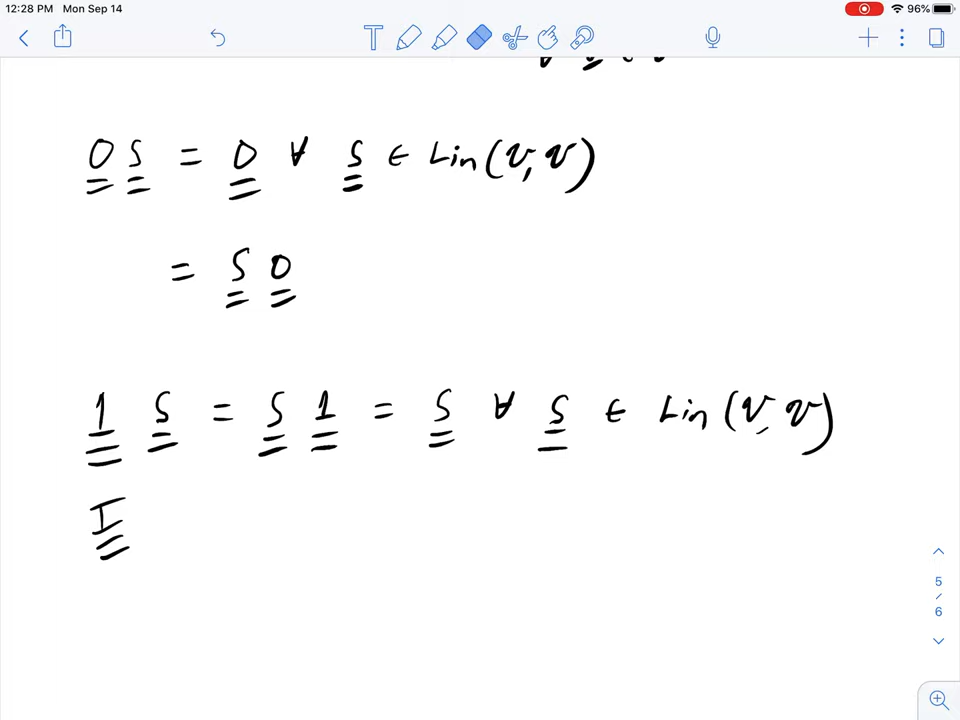 12:28 PM Mon Sep 14 96%
0 S = 0 ∀ S ∈ Lin(V, V)
= S 0
1 S = S 1 = S ∀ S ∈ Lin(V, V)
I
5
/
6